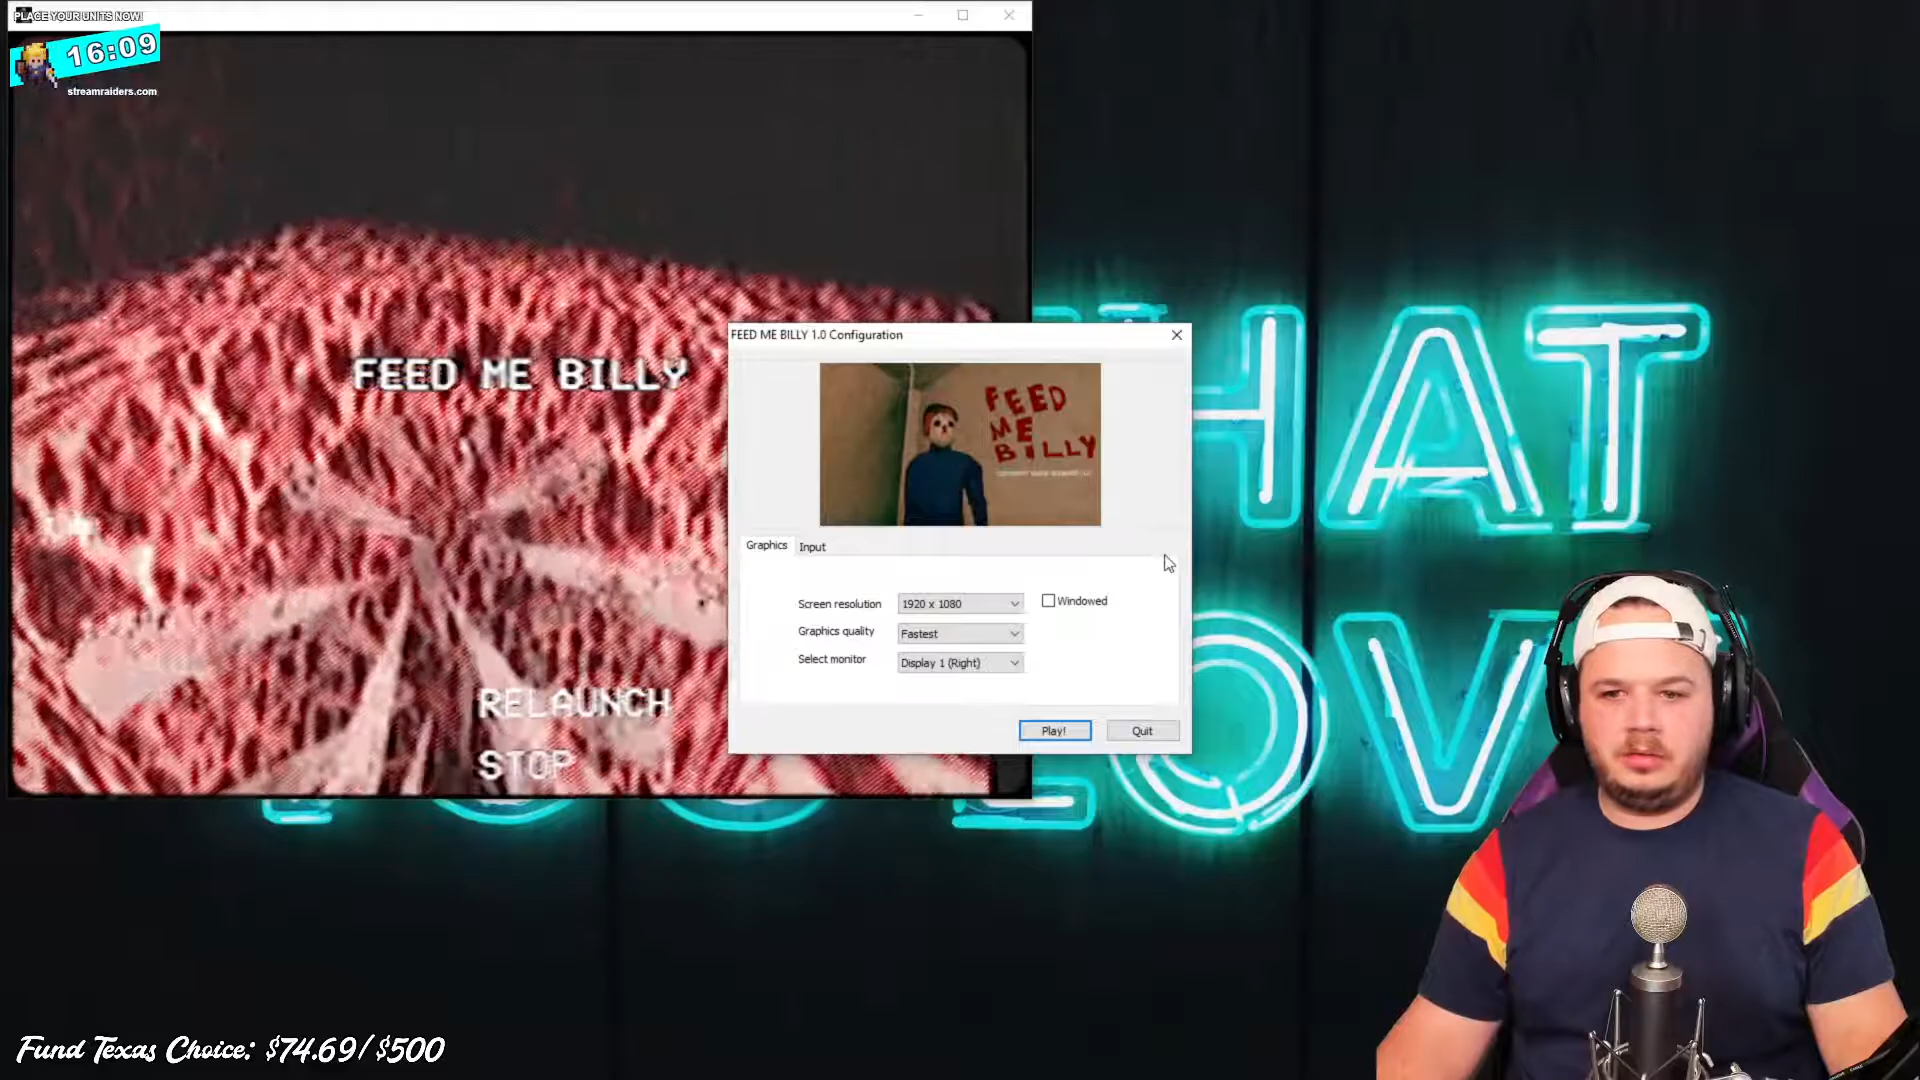 PLACE YOUR UNITS NOW!
16:09
streamraiders.com
FEED ME BILLY
RELAUNCH
STOP
FEED ME BILLY 1.0 Configuration
FEED
ME
BILLY
Graphics
Input
Screen resolution
1920 x 1080
Windowed
Graphics quality
Fastest
Select monitor
Display 1 (Right)
Play!
Quit
HAT
LOV
Fund Texas Choice: $74.69/$500